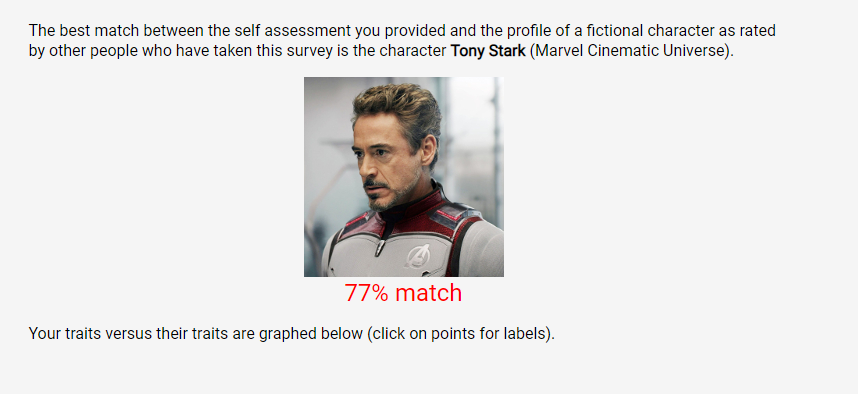 The best match between the self assessment you provided and the profile of a fictional character as rated
by other people who have taken this survey is the character Tony Stark (Marvel Cinematic Universe).
77% match
Your traits versus their traits are graphed below (click on points for labels).